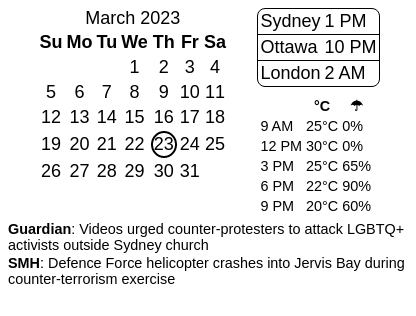 March 2023
Su Mo Tu We Th Fr Sa
1 2 3 4
5 6 7 8 9 10 11
12 13 14 15 16 17 18
19 20 21 22 23 24 25
26 27 28 29 30 31
Sydney 1 PM
Ottawa 10 PM
London 2 AM
°C ☂
9 AM 25°C 0%
12 PM 30°C 0%
3 PM 25°C 65%
6 PM 22°C 90%
9 PM 20°C 60%
Guardian: Videos urged counter-protesters to attack LGBTQ+
activists outside Sydney church
SMH: Defence Force helicopter crashes into Jervis Bay during
counter-terrorism exercise